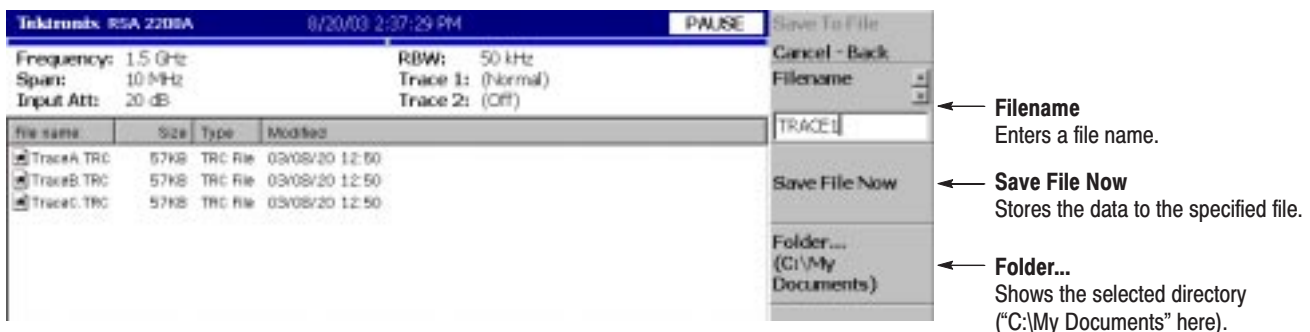 Tektronix RSA 2200A 8/20/03 2:37:29 PM PAUSE
Frequency: 1.5 GHz RBW: 50 kHz
Span: 10 MHz Trace 1: (Normal)
Input Att: 20 dB Trace 2: (Off)
File name Size Type Modified
TraceA.TRC 57KB TRC File 03/08/20 12:50
TraceB.TRC 57KB TRC File 03/08/20 12:50
TraceC.TRC 57KB TRC File 03/08/20 12:50
Save To File
Cancel - Back
Filename
TRACE1
Save File Now
Folder...
(C:\My
Documents)
Filename
Enters a file name.
Save File Now
Stores the data to the specified file.
Folder...
Shows the selected directory
(“C:\My Documents” here).